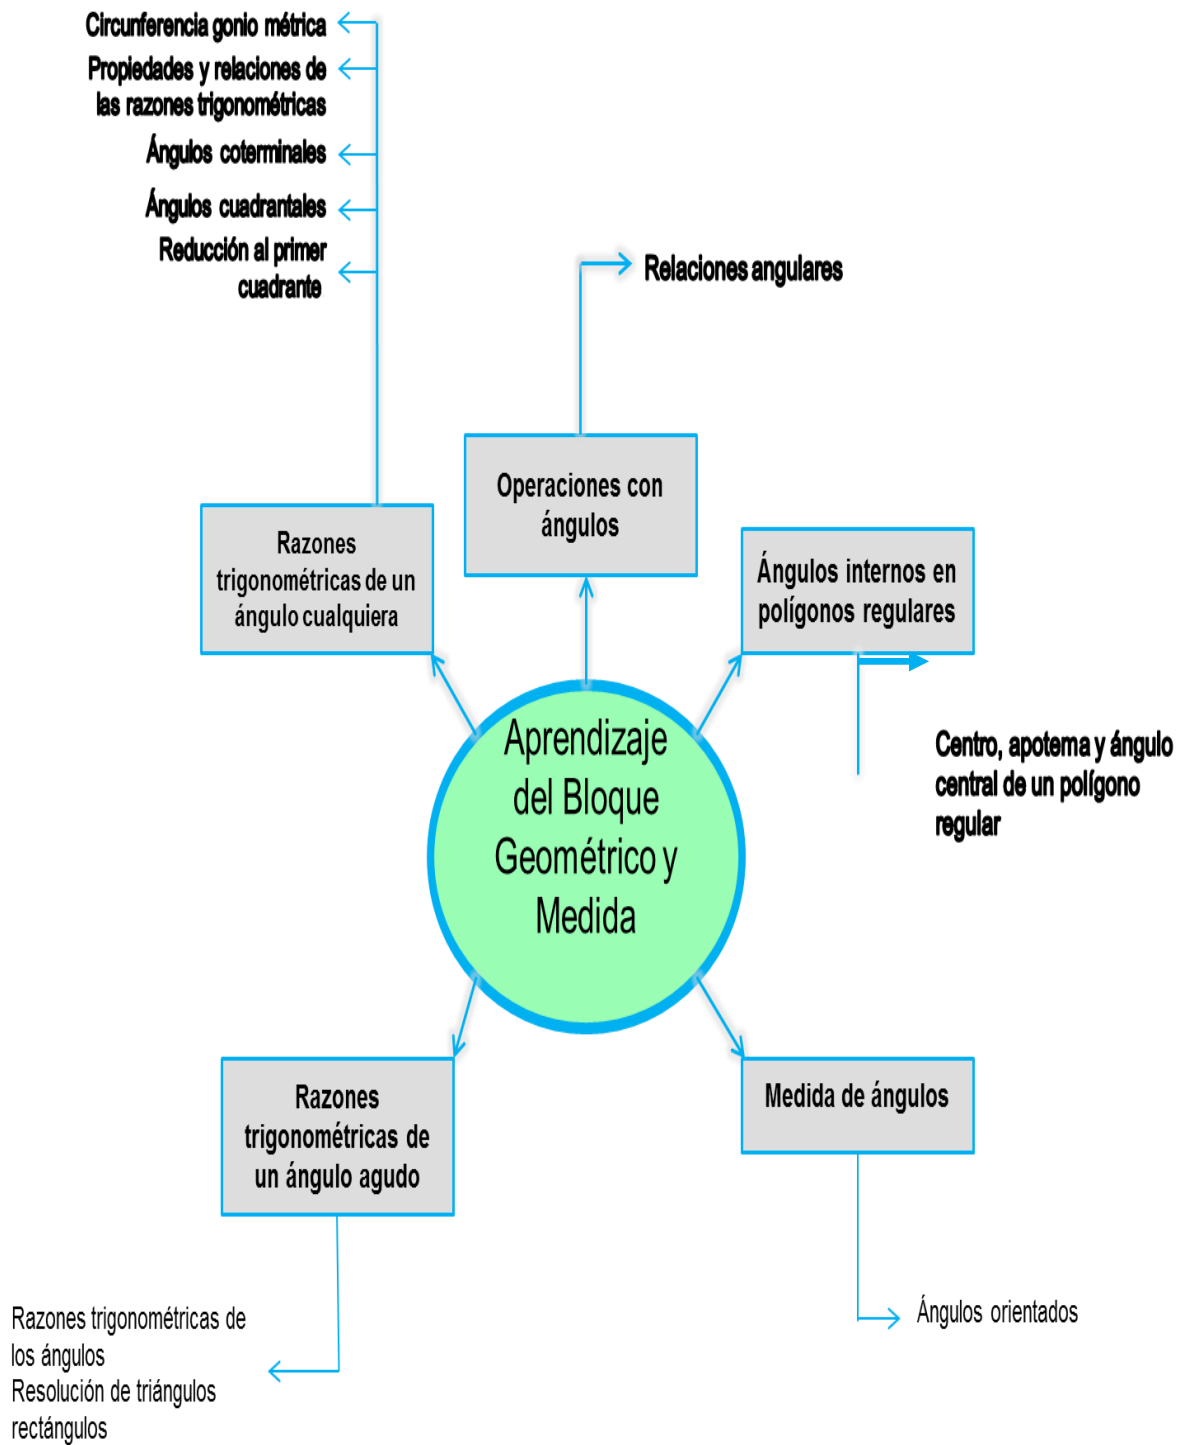 Circunferencia gonio métrica
Propiedades y relaciones de
las razones trigonométricas
Ángulos coterminales
Ángulos cuadrantales
Reducción al primer
cuadrante
Relaciones angulares
Operaciones con
ángulos
Razones
trigonométricas de un
ángulo cualquiera
Ángulos internos en
polígonos regulares
Centro, apotema y ángulo
central de un polígono
regular
Aprendizaje
del Bloque
Geométrico y
Medida
Razones
trigonométricas de
un ángulo agudo
Medida de ángulos
Razones trigonométricas de
los ángulos
Resolución de triángulos
rectángulos
Ángulos orientados